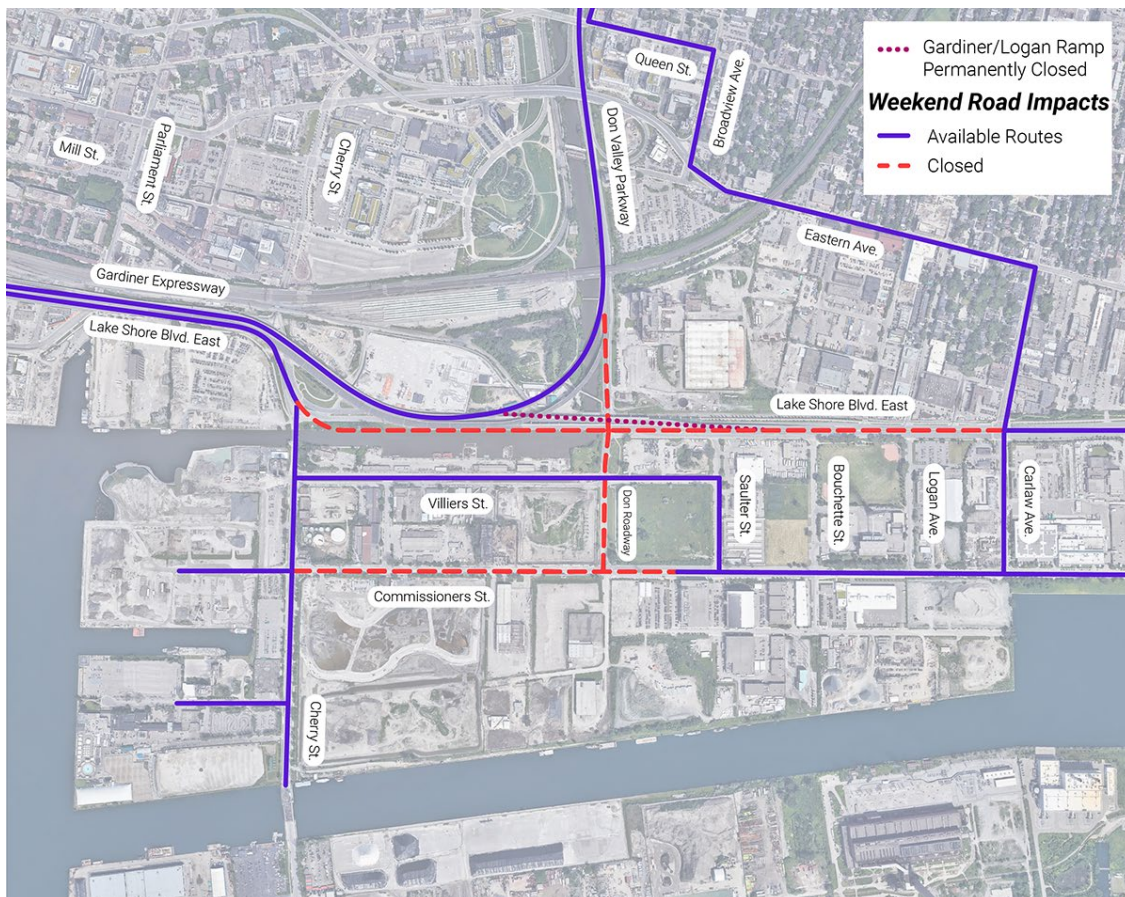 Gardiner/Logan Ramp
Permanently Closed
Weekend Road Impacts
Available Routes
Closed
Queen St.
Broadview Ave.
Don Valley Parkway
Mill St.
Parliament St.
Cherry St.
Eastern Ave.
Gardiner Expressway
Lake Shore Blvd. East
Lake Shore Blvd. East
Villiers St.
Don Roadway
Saulter St.
Bouchette St.
Logan Ave.
Carlaw Ave.
Commissioners St.
Cherry St.